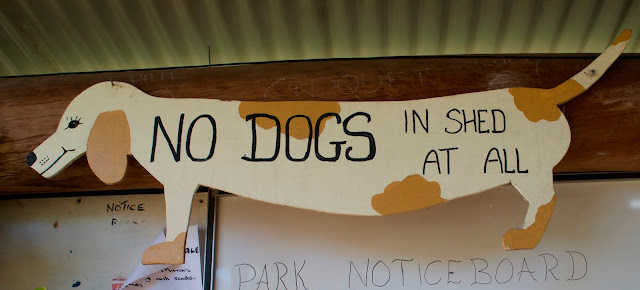 NO DOGS IN SHED
AT ALL
NOTICE
PARK NOTICEBOARD